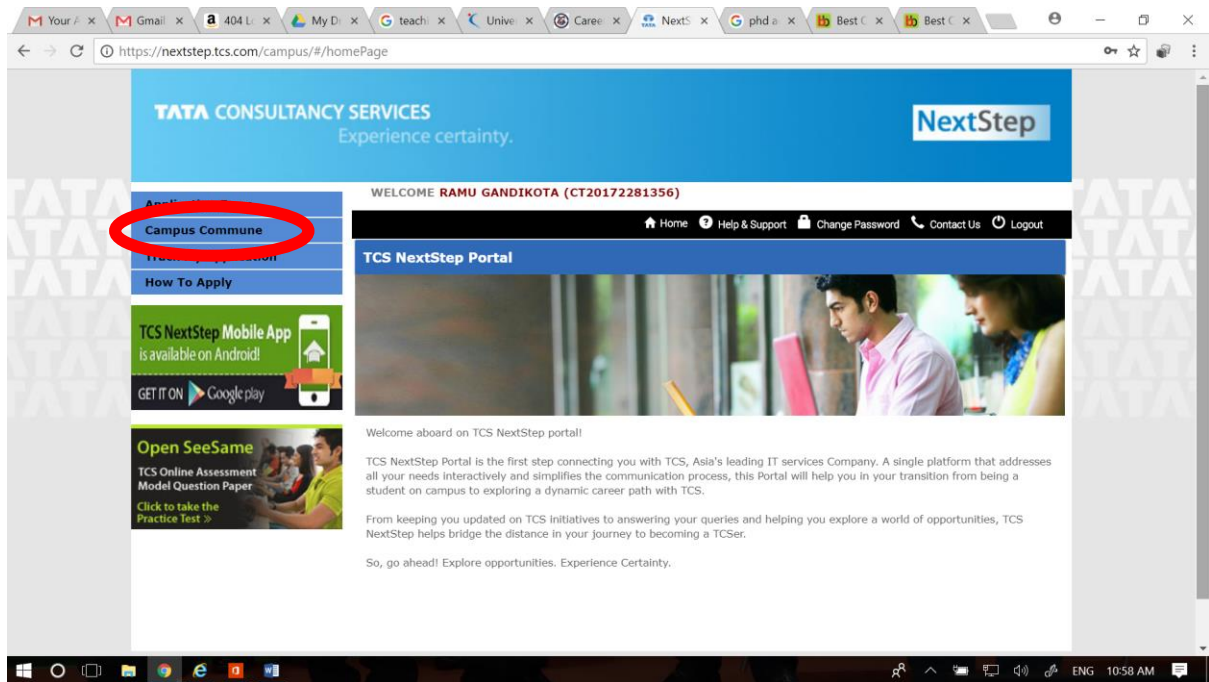 Your A
Gmail
404 Lo
My Dr
teachi
Univer
Career
NextS
phd a
Best C
Best C
https://nextstep.tcs.com/campus/#/homePage
TATA CONSULTANCY SERVICES
Experience certainty.
NextStep
WELCOME RAMU GANDIKOTA (CT20172281356)
Campus Commune
How To Apply
Home Help & Support Change Password Contact Us Logout
TCS NextStep Portal
TCS NextStep Mobile App
is available on Android!
GET IT ON Google play
Open SeeSame
TCS Online Assessment
Model Question Paper
Click to take the
Practice Test »
Welcome aboard on TCS NextStep portal!
TCS NextStep Portal is the first step connecting you with TCS, Asia's leading IT services Company. A single platform that addresses
all your needs interactively and simplifies the communication process, this Portal will help you in your transition from being a
student on campus to exploring a dynamic career path with TCS.
From keeping you updated on TCS initiatives to answering your queries and helping you explore a world of opportunities, TCS
NextStep helps bridge the distance in your journey to becoming a TCSer.
So, go ahead! Explore opportunities. Experience Certainty.
ENG 10:58 AM